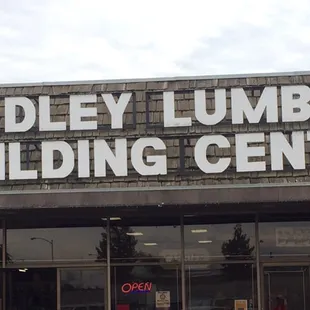 DLEY LUMB
ILDING CENT
OPEN